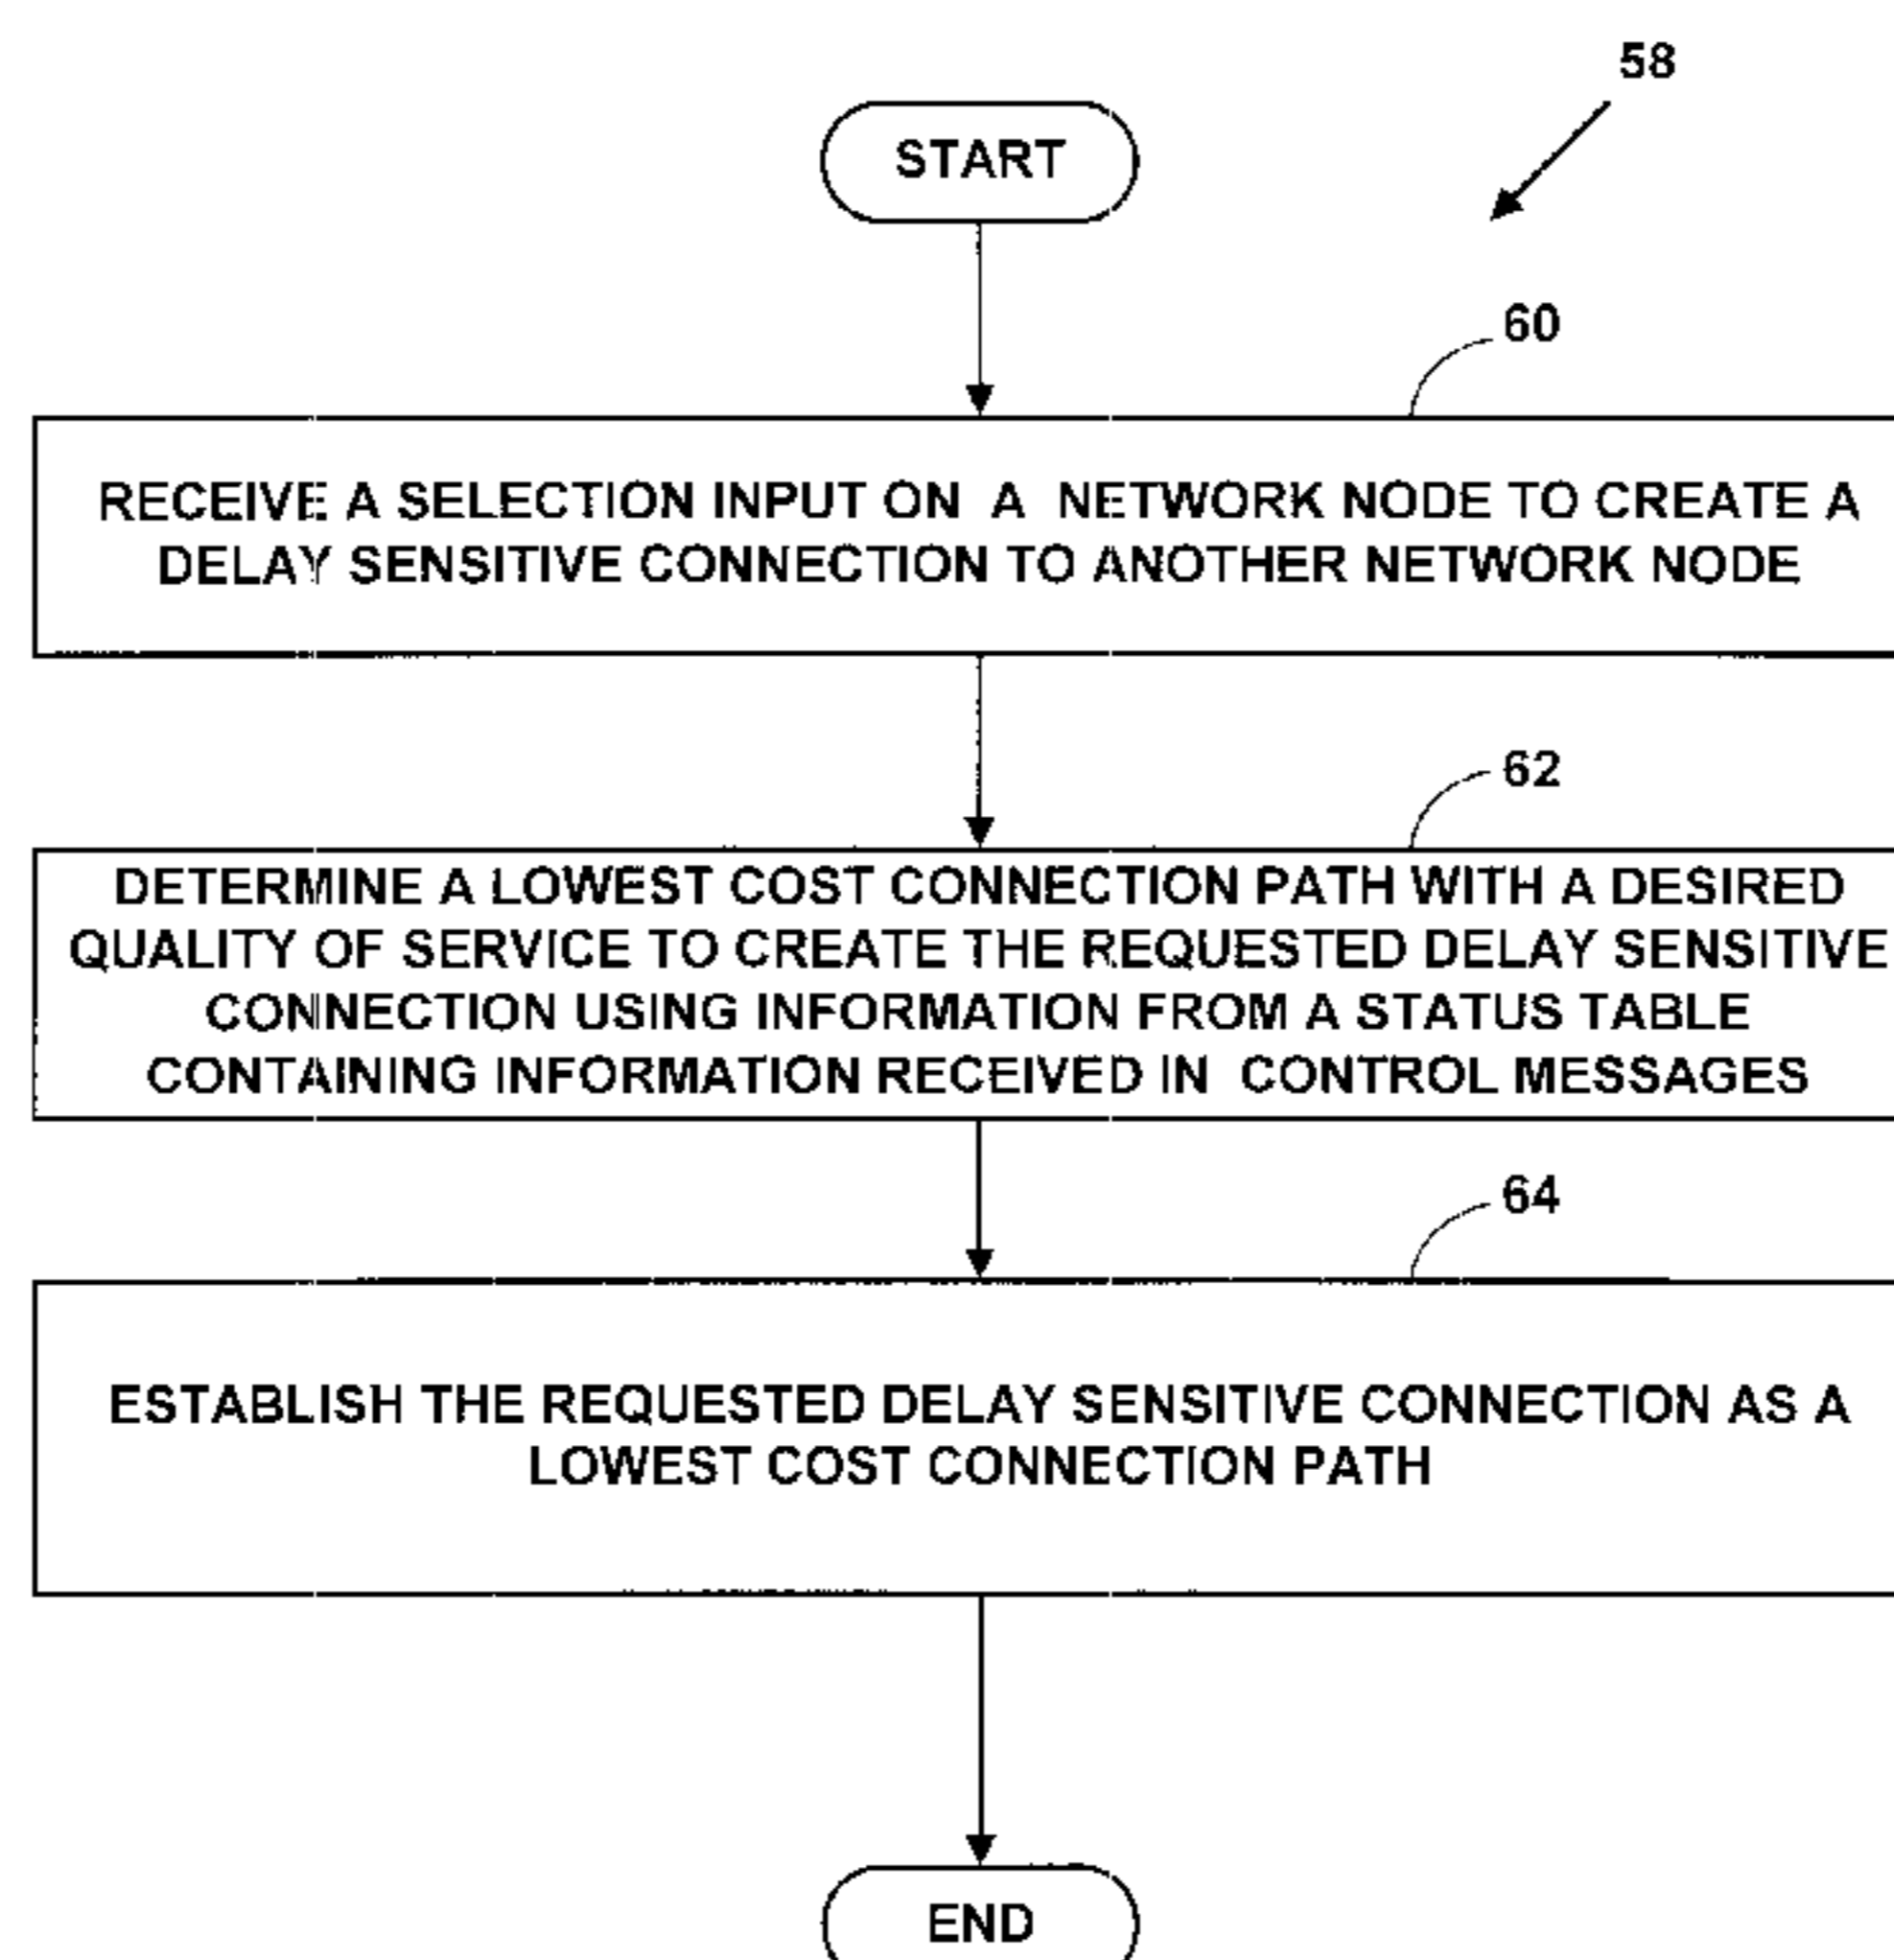 58
START
60
RECEIVE A SELECTION INPUT ON A NETWORK NODE TO CREATE A
DELAY SENSITIVE CONNECTION TO ANOTHER NETWORK NODE
62
DETERMINE A LOWEST COST CONNECTION PATH WITH A DESIRED
QUALITY OF SERVICE TO CREATE THE REQUESTED DELAY SENSITIVE
CONNECTION USING INFORMATION FROM A STATUS TABLE
CONTAINING INFORMATION RECEIVED IN CONTROL MESSAGES
64
ESTABLISH THE REQUESTED DELAY SENSITIVE CONNECTION AS A
LOWEST COST CONNECTION PATH
END